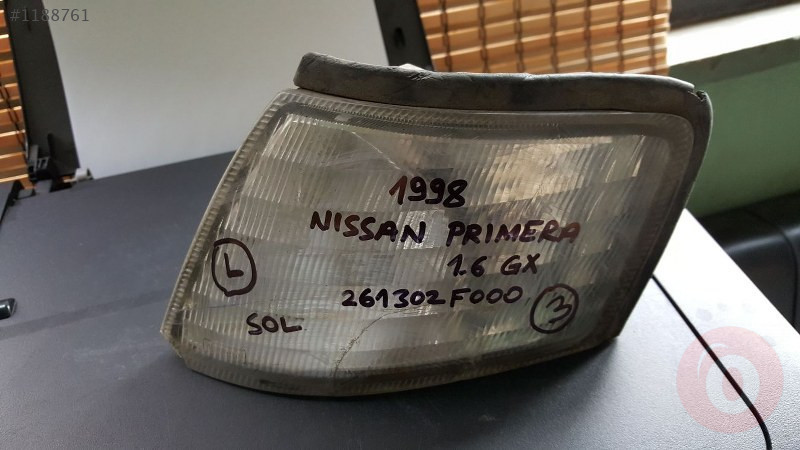 #1188761
1998
NISSAN PRIMERA
1.6 GX
L
261302F000
3
SOL